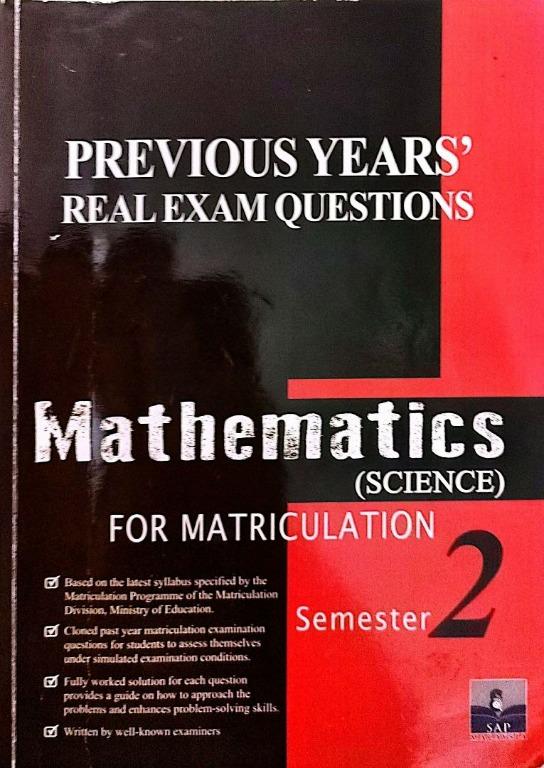 PREVIOUS YEARS'
REAL EXAM QUESTIONS
Mathematics
(SCIENCE)
FOR MATRICULATION
Semester 2
Based on the latest syllabus specified by the
Matriculation Programme of the Matriculation
Division, Ministry of Education.
Cloned past year matriculation examination
questions for students to assess themselves
under simulated examination conditions.
Fully worked solution for each question
provides a guide on how to approach the
problems and enhances problem-solving skills.
Written by well-known examiners
SAP